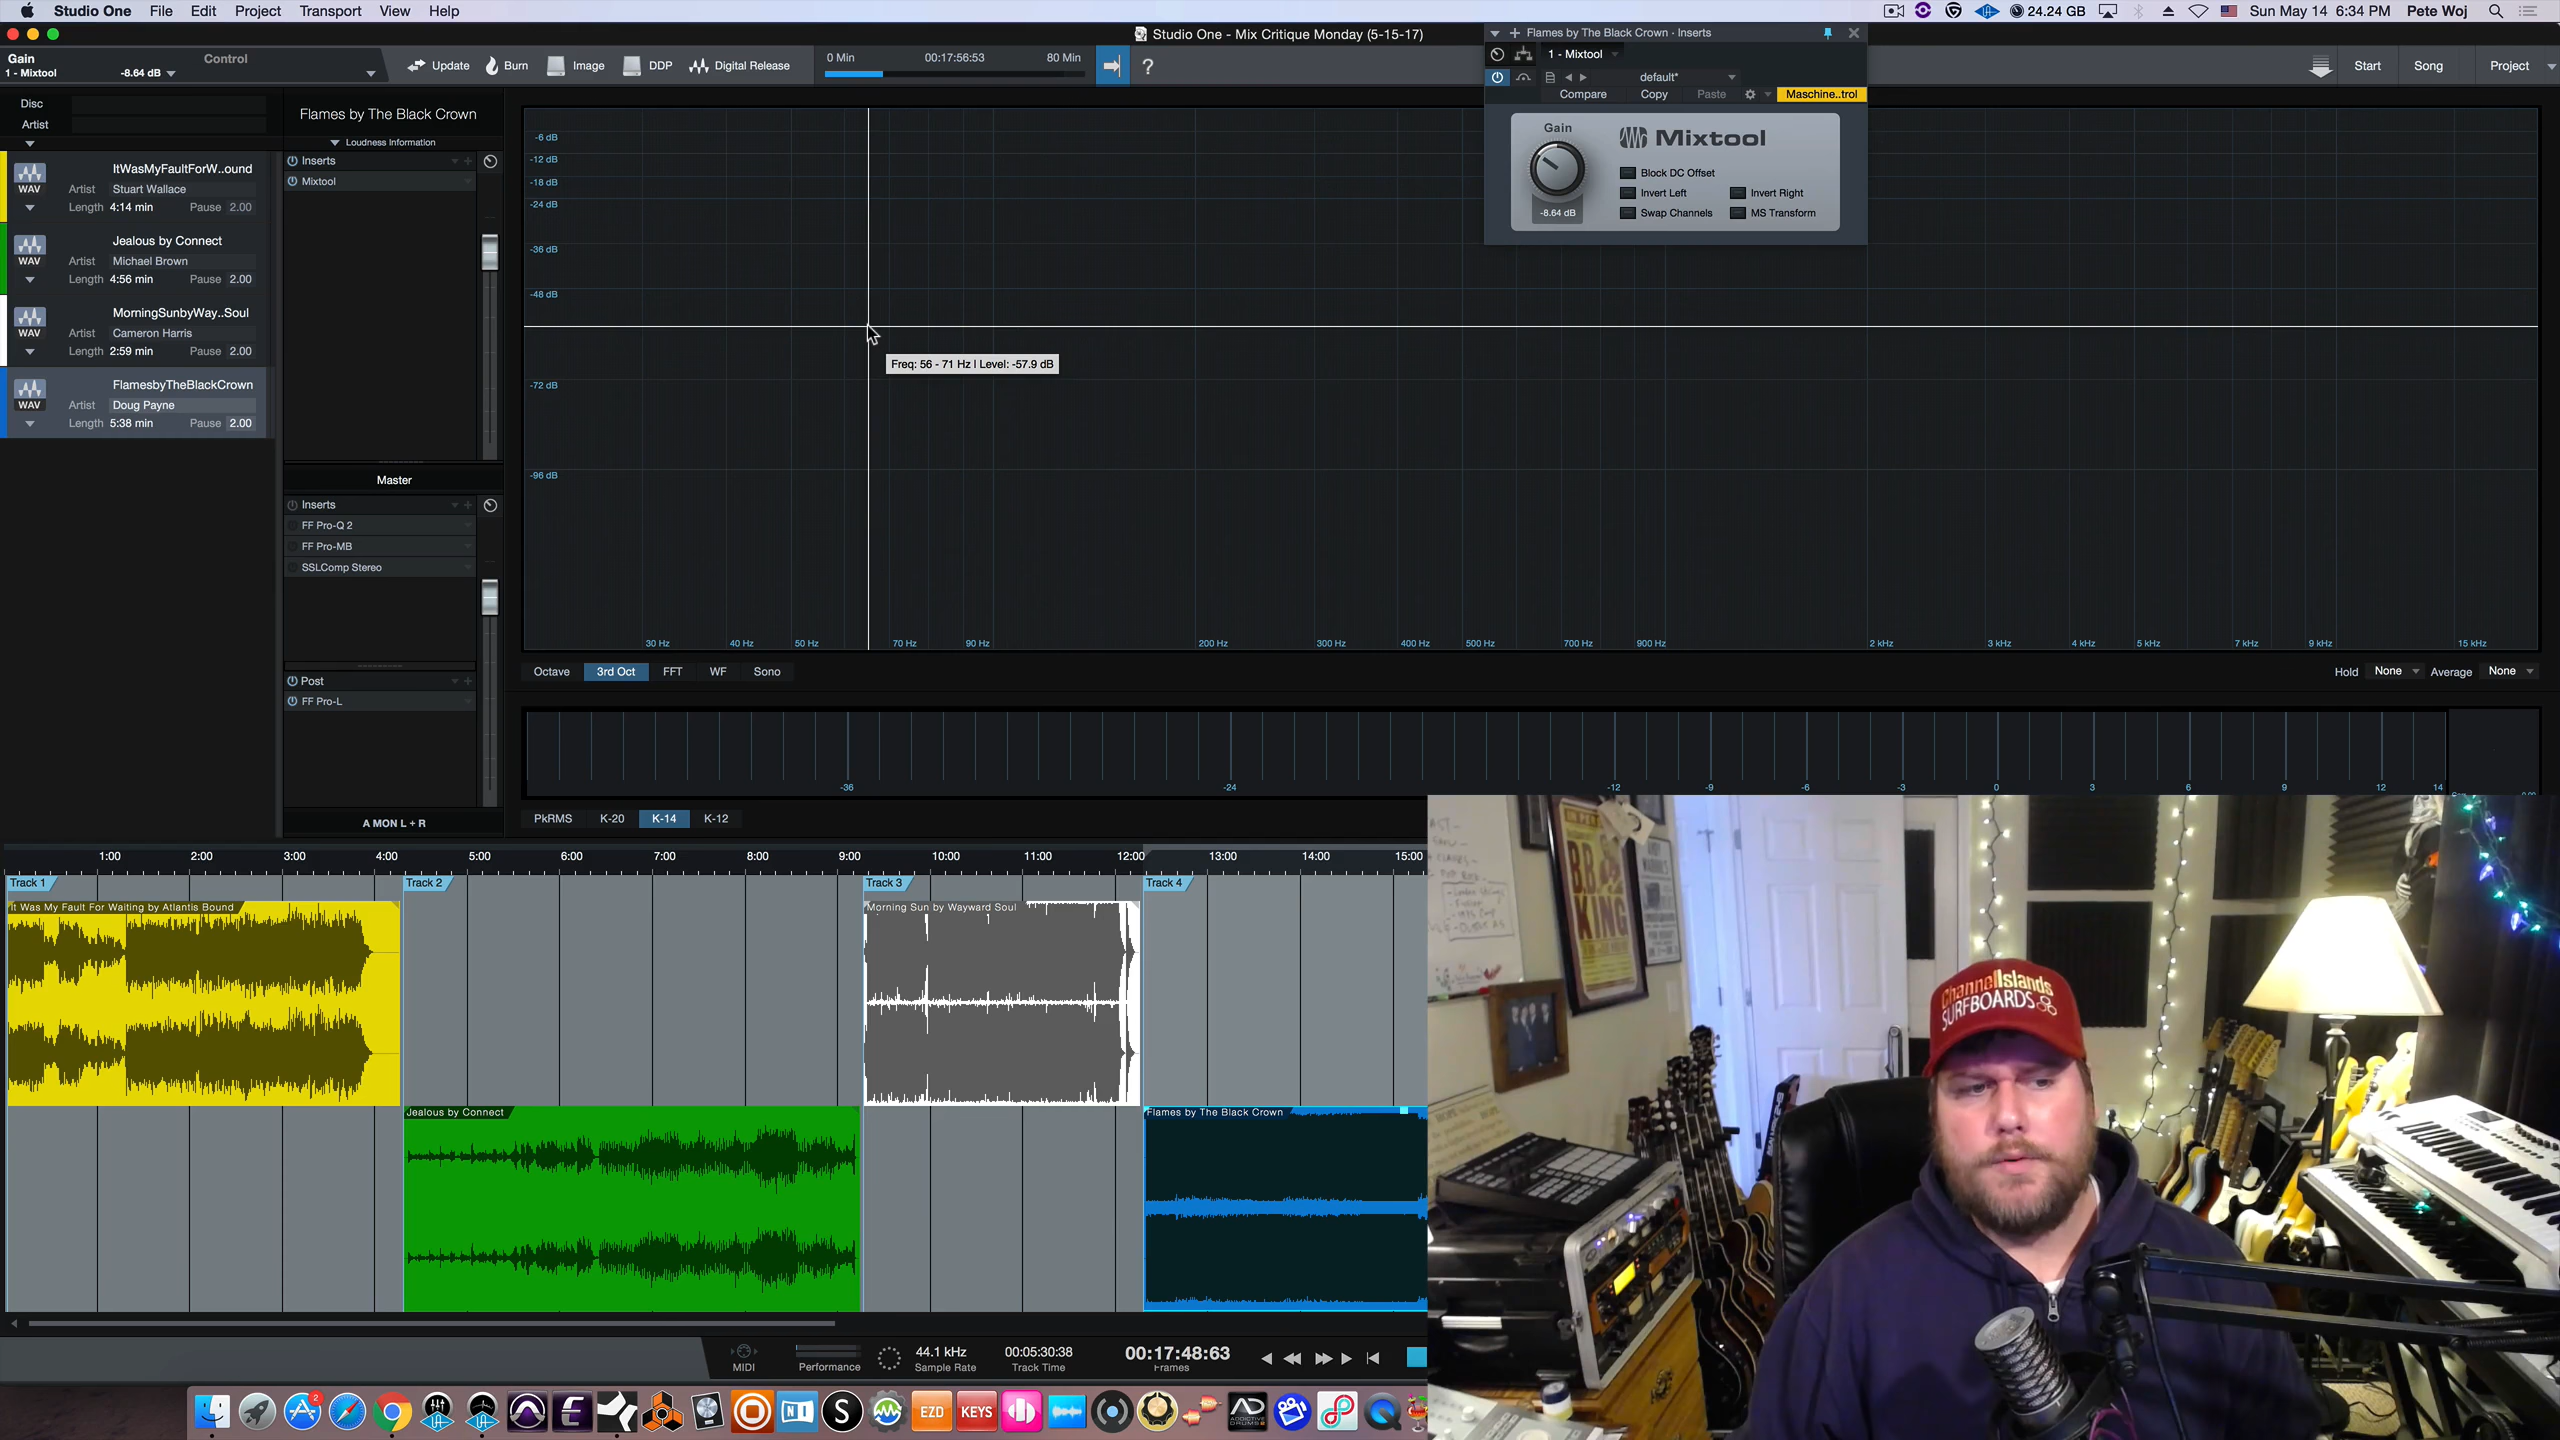 Studio One File Edit Project Transport View Help
24.24 GB Sun May 14 6:34 PM Pete Woj
Studio One - Mix Critique Monday (5-15-17)
Gain Control
1 - Mixtool -8.64 dB
Update Burn Image DDP Digital Release
0 Min 00:17:56:53 80 Min
?
Start Song Project
Flames by The Black Crown - Inserts
1 - Mixtool
default*
Compare Copy Paste Maschine..trol
Gain Mixtool
Block DC Offset
Invert Left Invert Right
-8.64 dB Swap Channels MS Transform
Disc
Artist
ItWasMyFaultForW..ound
WAV Artist Stuart Wallace
Length 4:14 min Pause 2.00
Jealous by Connect
WAV Artist Michael Brown
Length 4:56 min Pause 2.00
MorningSunbyWay..Soul
WAV Artist Cameron Harris
Length 2:59 min Pause 2.00
FlamesbyTheBlackCrown
WAV Artist Doug Payne
Length 5:38 min Pause 2.00
Flames by The Black Crown
Loudness Information
Inserts
Mixtool
Master
Inserts
FF Pro-Q 2
FF Pro-MB
SSLComp Stereo
Post
FF Pro-L
A MON L + R
-6 dB
-12 dB
-18 dB
-24 dB
-36 dB
-48 dB
Freq: 56 - 71 Hz | Level: -57.9 dB
-72 dB
-96 dB
30 Hz 40 Hz 50 Hz 70 Hz 90 Hz 200 Hz 300 Hz 400 Hz 500 Hz 700 Hz 900 Hz 2 kHz 3 kHz 4 kHz 5 kHz 7 kHz 9 kHz 15 kHz
Octave 3rd Oct FFT WF Sono
Hold None Average None
-36 -24 -12 -9 -6 -3 0 3 6 9 12 14
PkRMS K-20 K-14 K-12
1:00 2:00 3:00 4:00 5:00 6:00 7:00 8:00 9:00 10:00 11:00 12:00 13:00 14:00 15:00
Track 1 Track 2 Track 3 Track 4
It Was My Fault For Waiting by Atlantis Bound
Morning Sun by Wayward Soul
Jealous by Connect
Flames by The Black Crown
MIDI Performance
44.1 kHz
Sample Rate
00:05:30:38
Track Time
00:17:48:63
Frames
2
EZD KEYS AD
B.B. KING
Channel Islands
SURFBOARDS